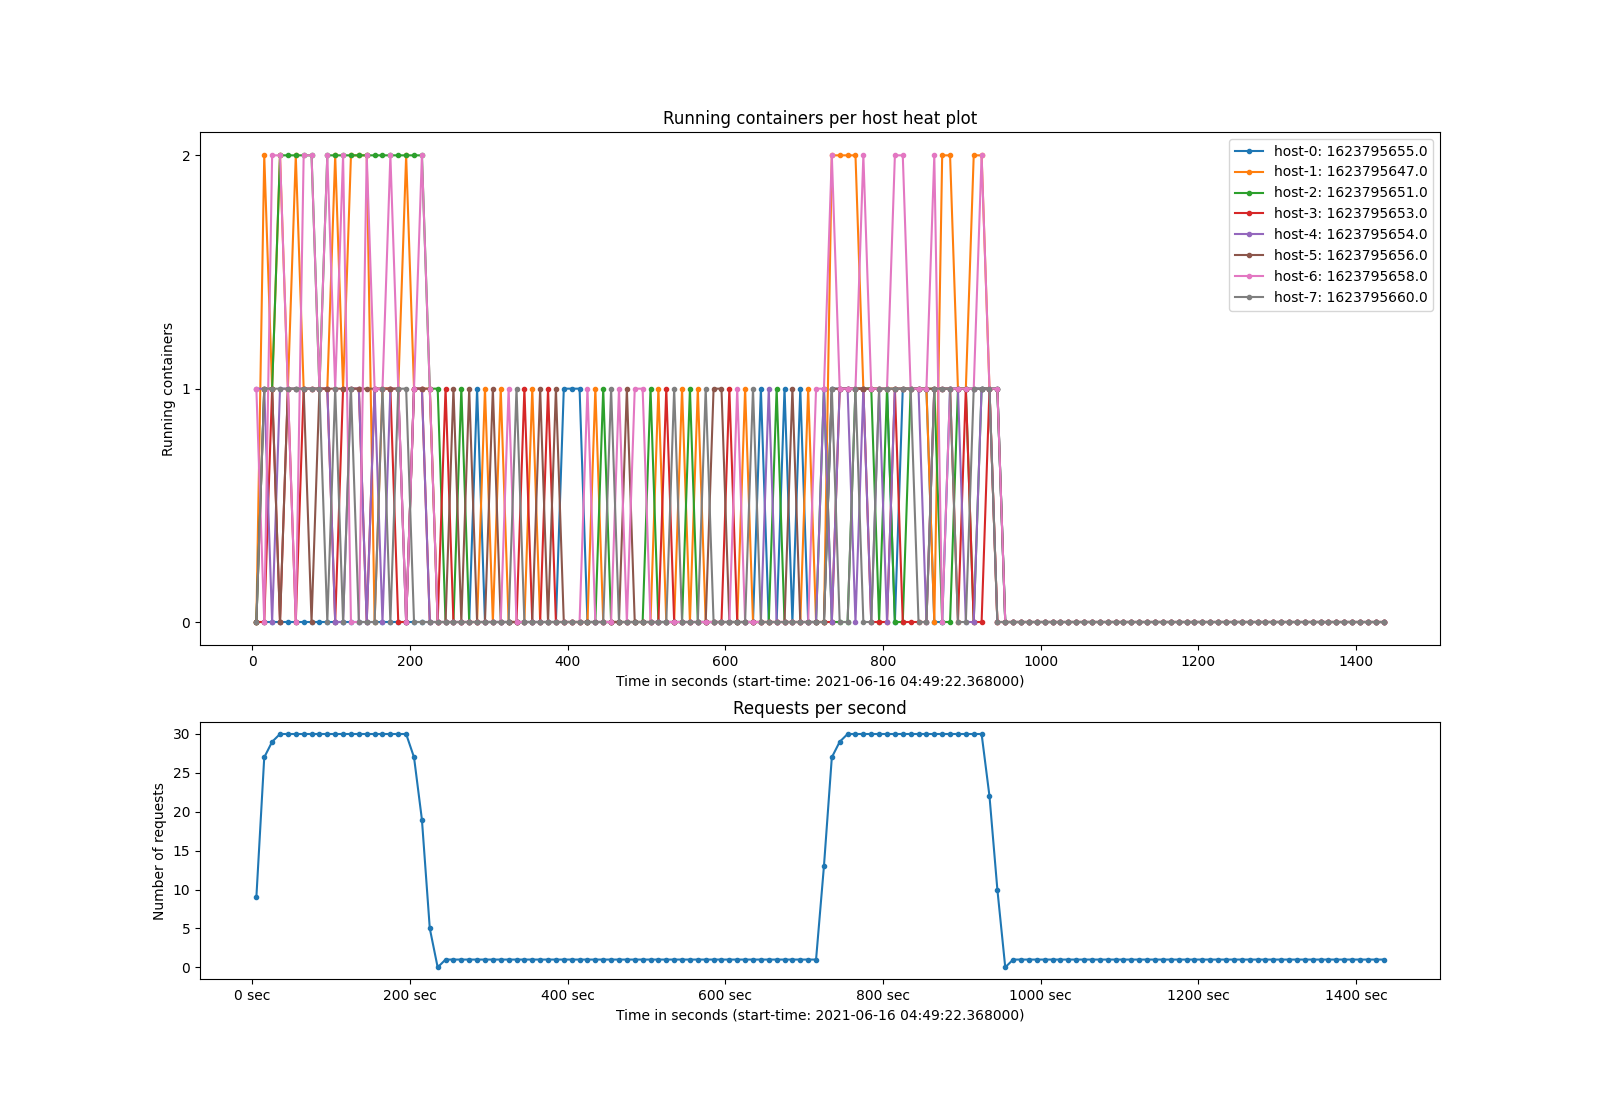 Running containers per host heat plot
Running containers
2
1
0
host-0: 1623795655.0
host-1: 1623795647.0
host-2: 1623795651.0
host-3: 1623795653.0
host-4: 1623795654.0
host-5: 1623795656.0
host-6: 1623795658.0
host-7: 1623795660.0
0 200 400 600 800 1000 1200 1400
Time in seconds (start-time: 2021-06-16 04:49:22.368000)
Requests per second
Number of requests
30
25
20
15
10
5
0
0 sec 200 sec 400 sec 600 sec 800 sec 1000 sec 1200 sec 1400 sec
Time in seconds (start-time: 2021-06-16 04:49:22.368000)